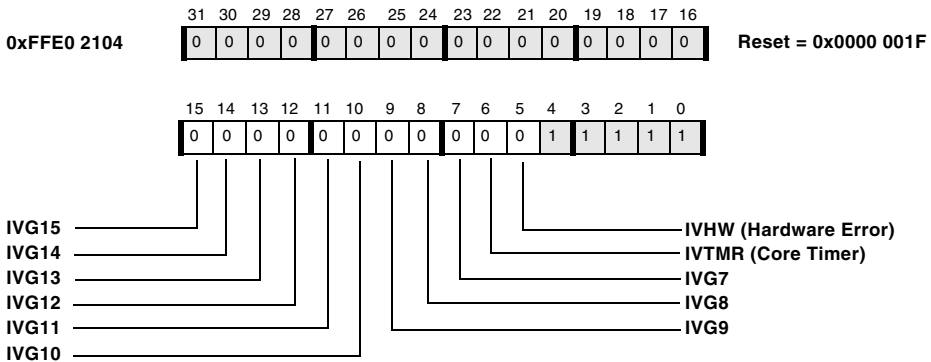 31 30 29 28 27 26 25 24 23 22 21 20 19 18 17 16
0xFFE0 2104
0 0 0 0 0 0 0 0 0 0 0 0 0 0 0 0
Reset = 0x0000 001F
15 14 13 12 11 10 9 8 7 6 5 4 3 2 1 0
0 0 0 0 0 0 0 0 0 0 0 1 1 1 1 1
IVG15
IVHW (Hardware Error)
IVG14
IVTMR (Core Timer)
IVG13
IVG7
IVG12
IVG8
IVG11
IVG9
IVG10